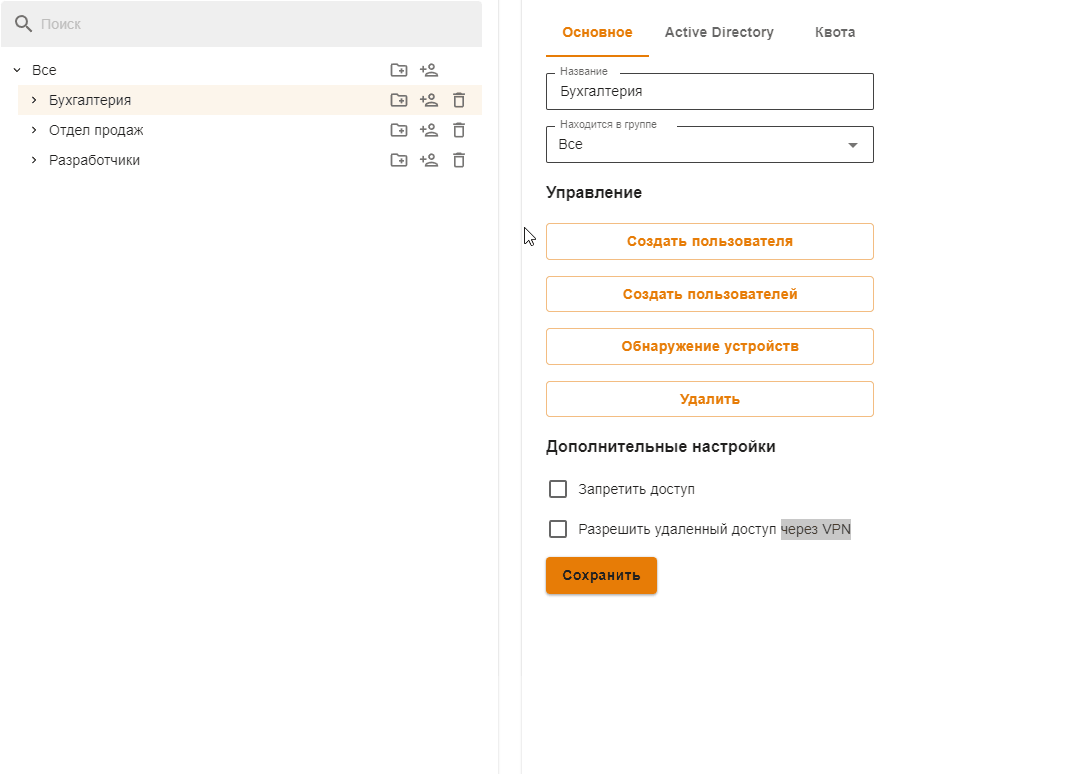 Поиск
Все
Бухгалтерия
Отдел продаж
Разработчики
Основное Active Directory Квота
Название
Бухгалтерия
Находится в группе
Все
Управление
Создать пользователя
Создать пользователей
Обнаружение устройств
Удалить
Дополнительные настройки
Запретить доступ
Разрешить удаленный доступ через VPN
Сохранить